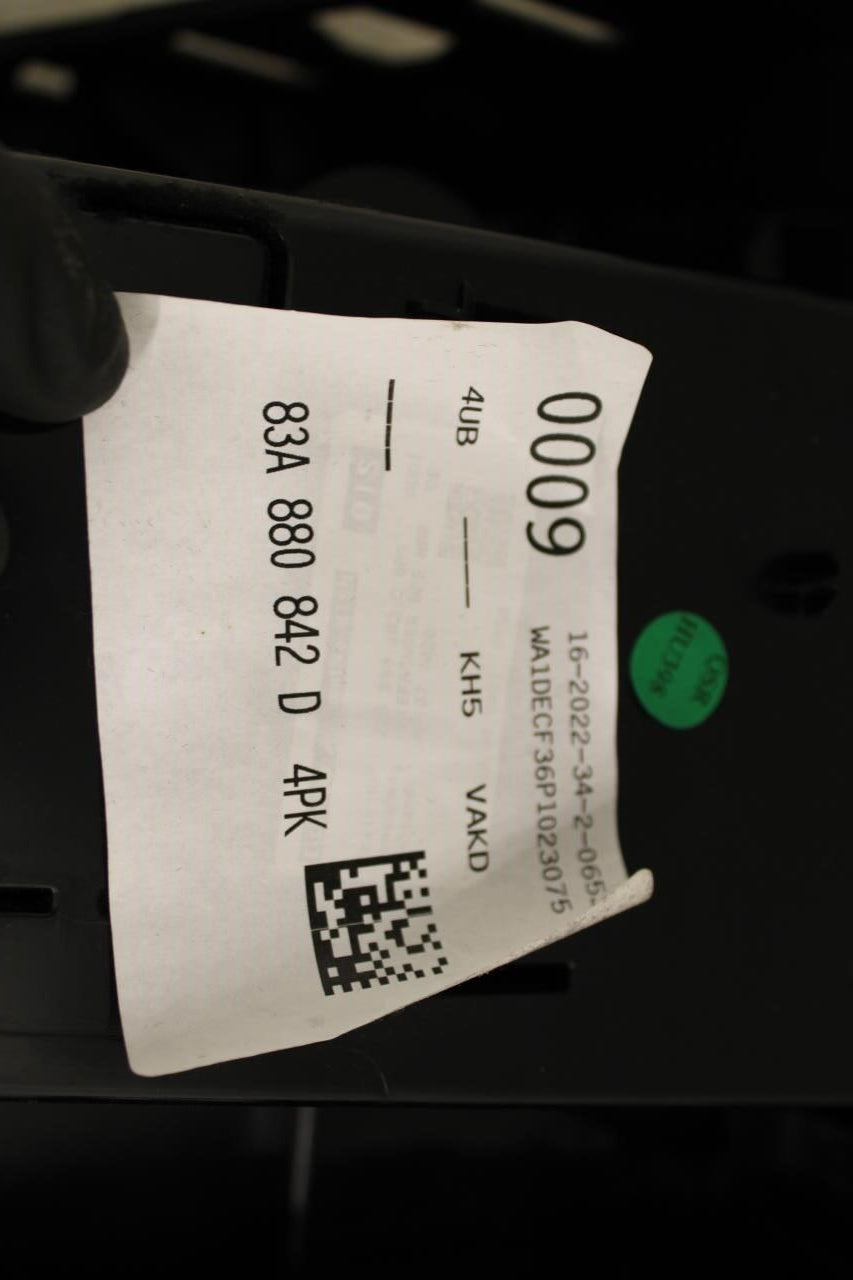 16-2022-34-2-065-
0009 WA1DECF36P1023075
4UB ---- KH5 VAKD
----
83A 880 842 D 4PK